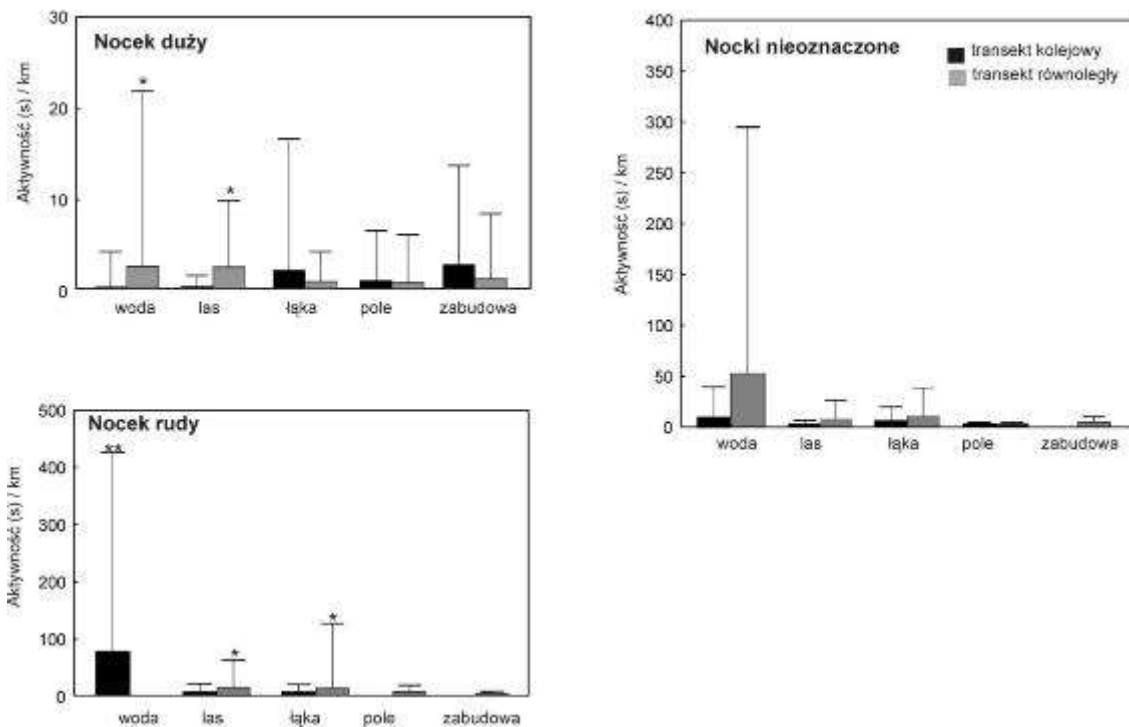 Nocek duży
Aktywność (s) / km
30
20
10
0
*
*
woda las łąka pole zabudowa
Nocki nieoznaczone
transekt kolejowy
transekt równoległy
Aktywność (s) / km
400
350
300
250
200
150
100
50
0
woda las łąka pole zabudowa
Nocek rudy
Aktywność (s) / km
500
400
300
200
100
0
**
*
*
woda las łąka pole zabudowa